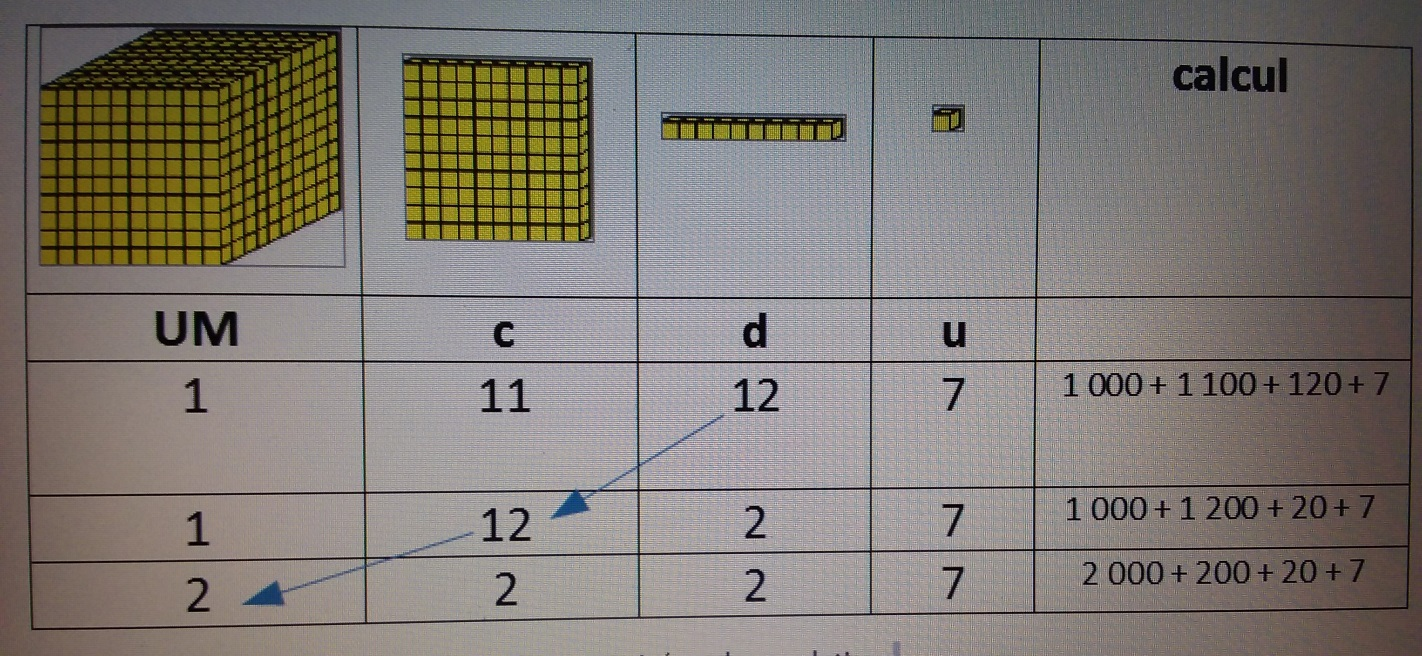 calcul
UM c d u
1 11 12 7 1 000 + 1 100 + 120 + 7
1 12 2 7 1 000 + 1 200 + 20 + 7
2 2 2 7 2 000 + 200 + 20 + 7